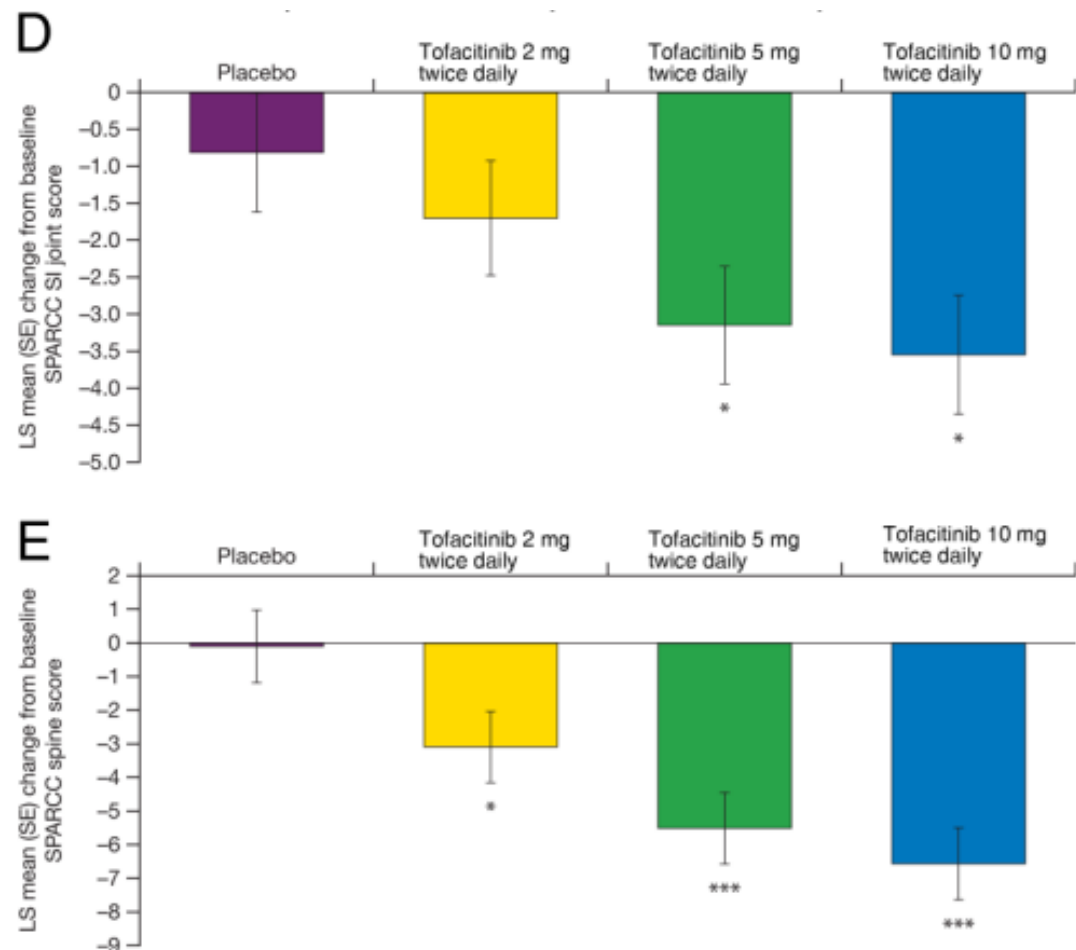 D
Placebo
Tofacitinib 2 mg
twice daily
Tofacitinib 5 mg
twice daily
Tofacitinib 10 mg
twice daily
LS mean (SE) change from baseline
SPARCC SI joint score
0
−0.5
−1.0
−1.5
−2.0
−2.5
−3.0
−3.5
−4.0
−4.5
−5.0
*
*
E
Placebo
Tofacitinib 2 mg
twice daily
Tofacitinib 5 mg
twice daily
Tofacitinib 10 mg
twice daily
LS mean (SE) change from baseline
SPARCC spine score
2
1
0
−1
−2
−3
−4
−5
−6
−7
−8
−9
*
***
***